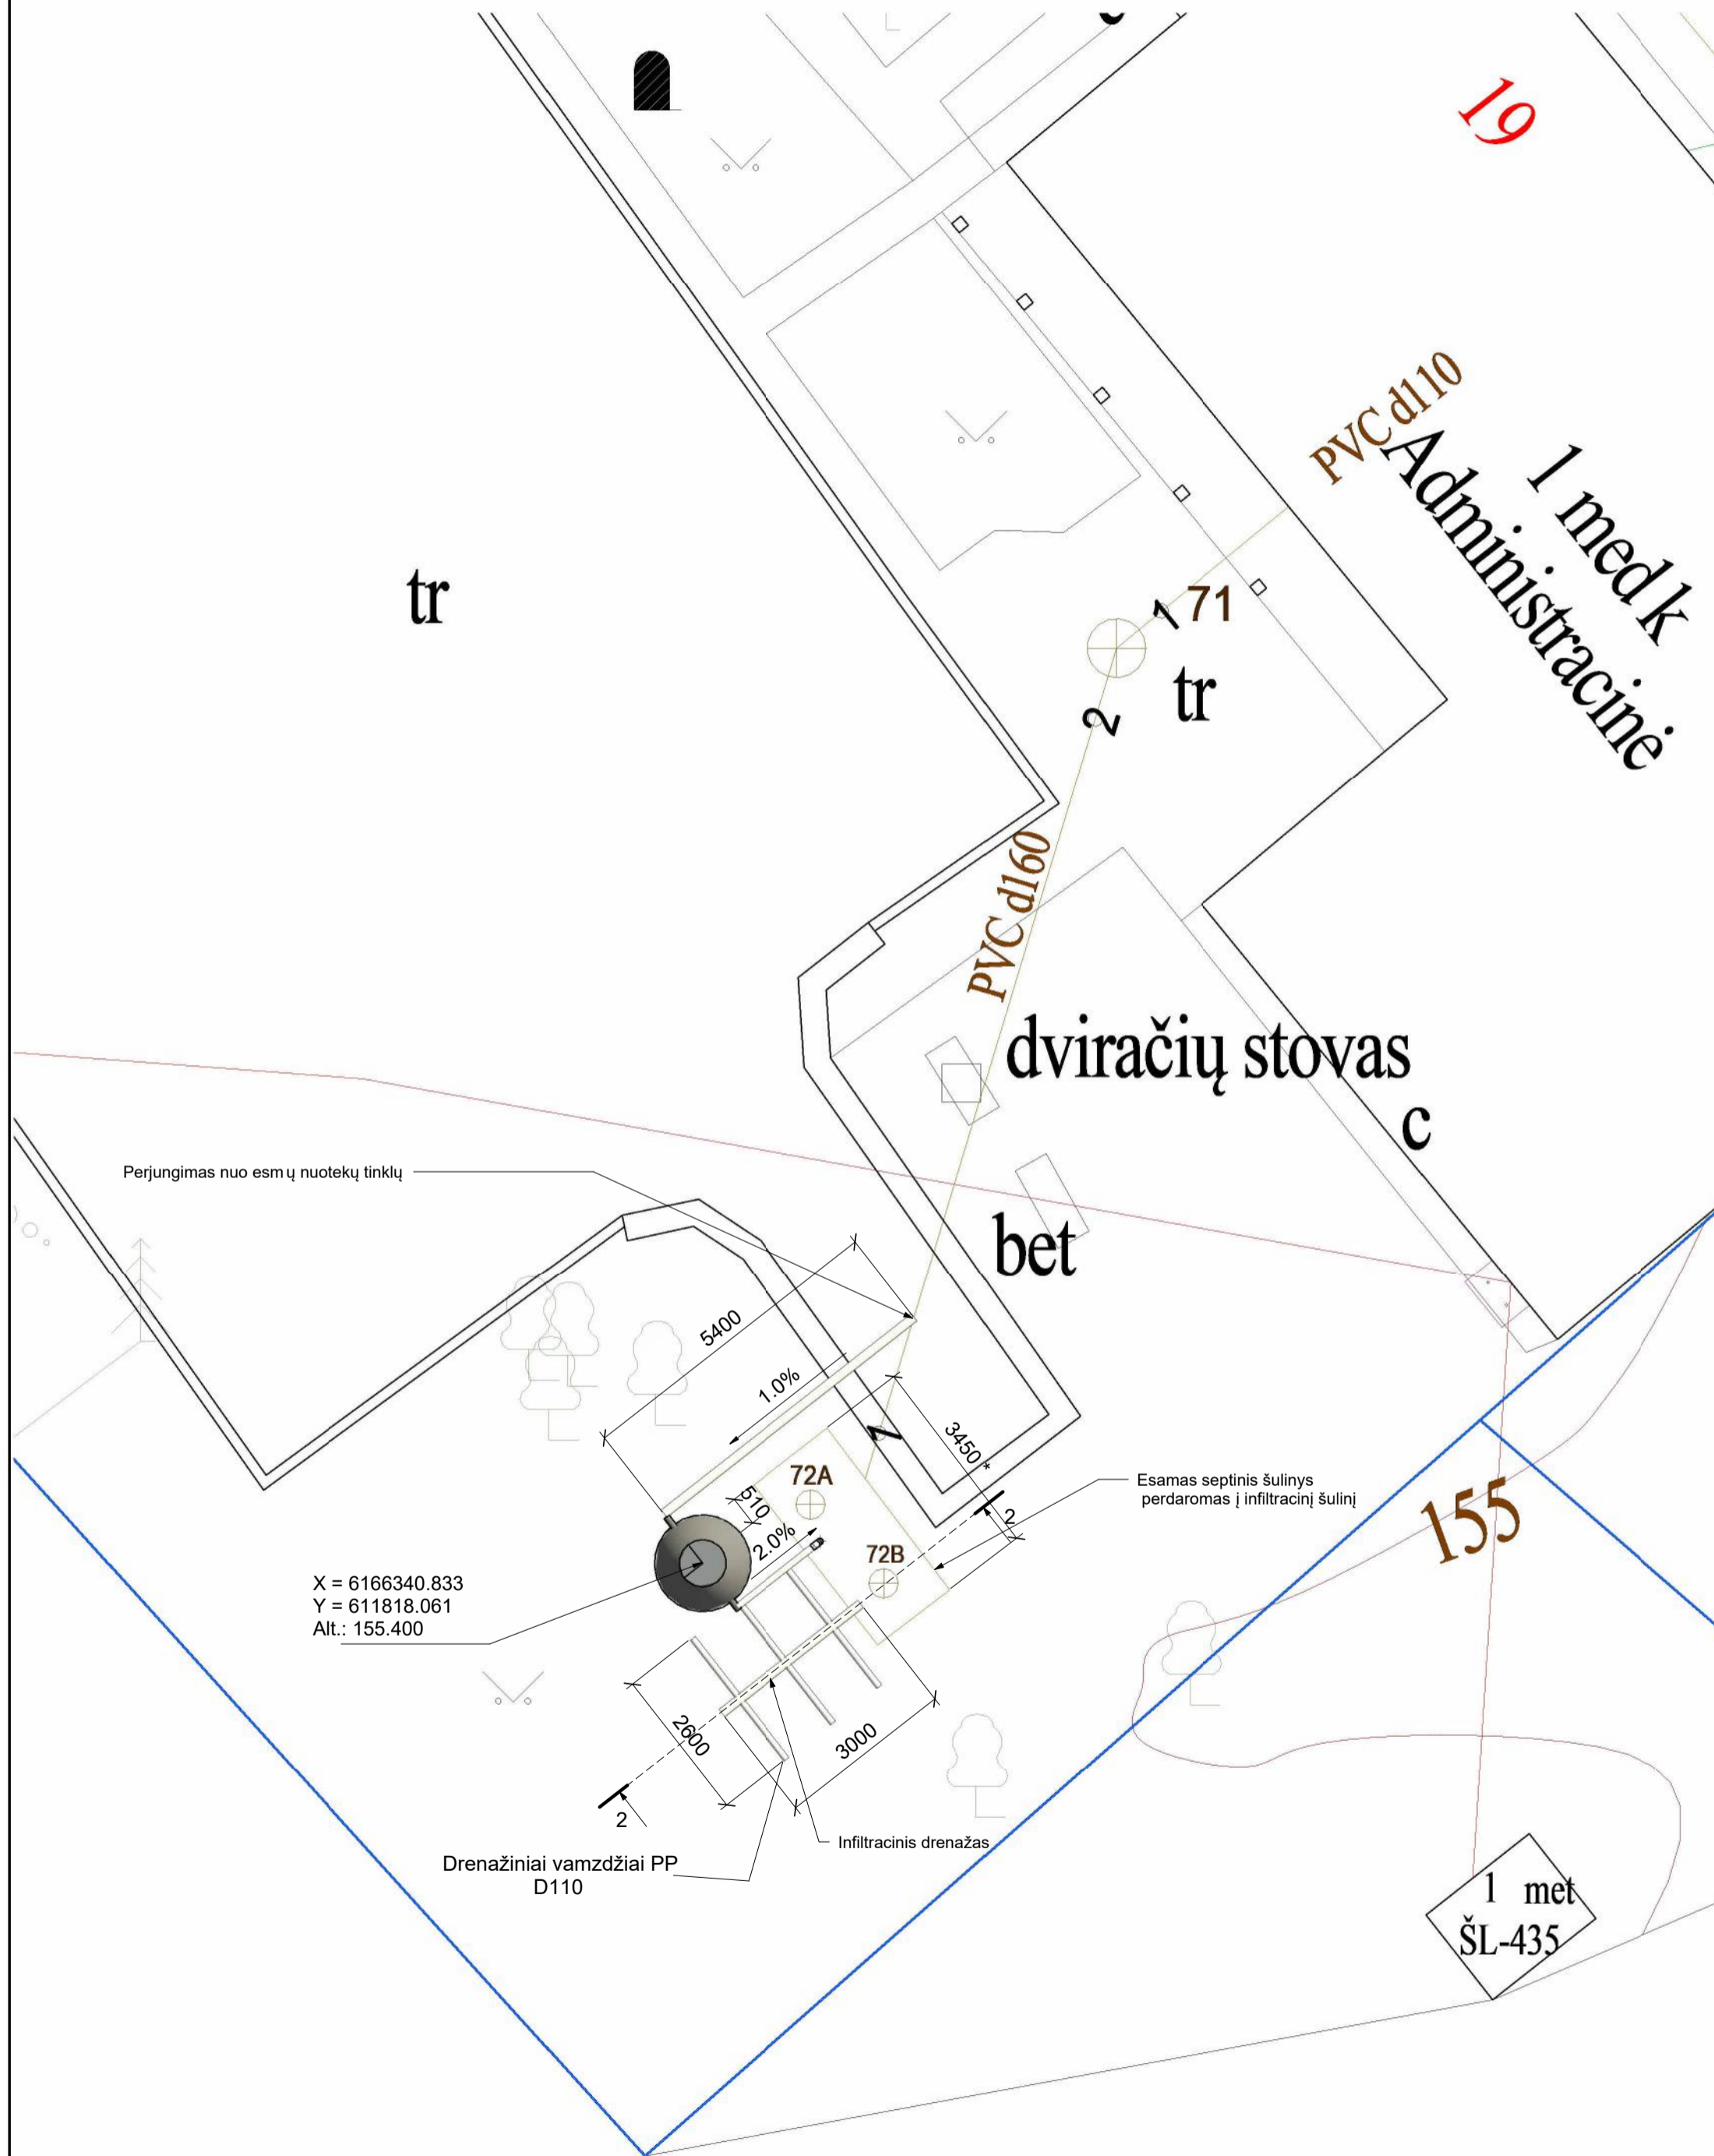 19
PVC d110
1 med k
Administracinė
tr
71
1
tr
2
PVC d160
dviračių stovas
c
Perjungimas nuo esm ų nuotekų tinklų
bet
5400
1.0%
3450 *
72A
Esamas septinis šulinys
perdaromas į infiltracinį šulinį
510
2
155
2.0%
72B
X = 6166340.833
Y = 611818.061
Alt.: 155.400
2600
3000
2
Infiltracinis drenažas
Drenažiniai vamzdžiai PP
D110
1 met
ŠL-435